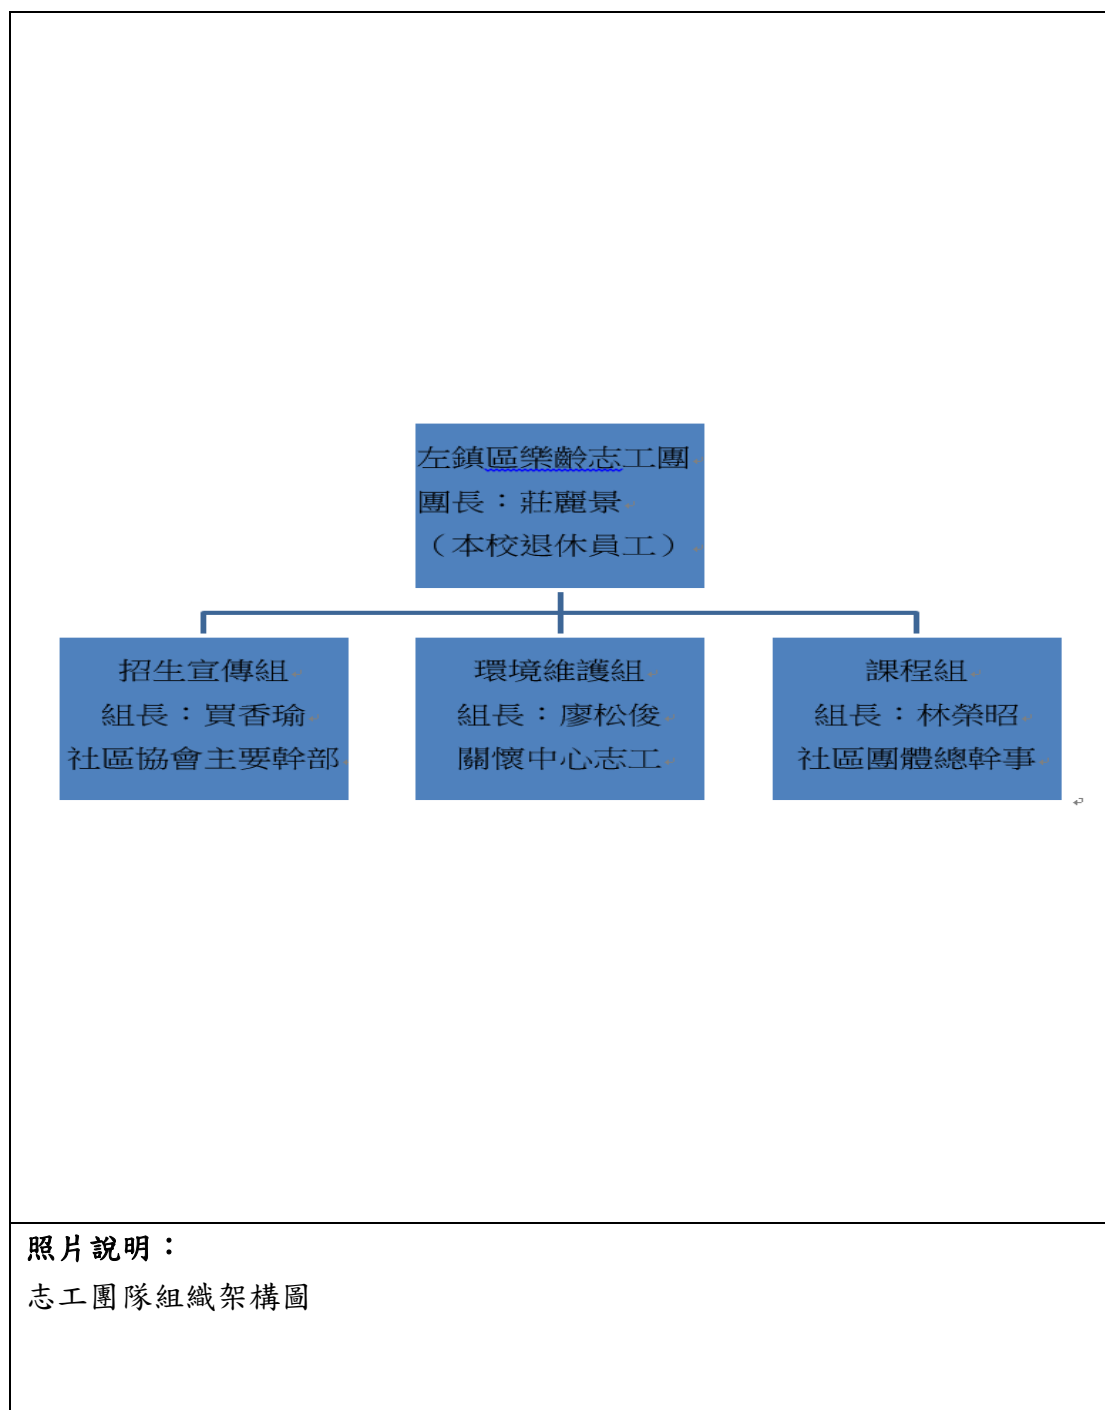 左鎮區樂齡志工團
團長：莊麗景
（本校退休員工）
招生宣傳組
組長：買香瑜
社區協會主要幹部
環境維護組
組長：廖松俊
關懷中心志工
課程組
組長：林榮昭
社區團體總幹事
照片說明：
志工團隊組織架構圖